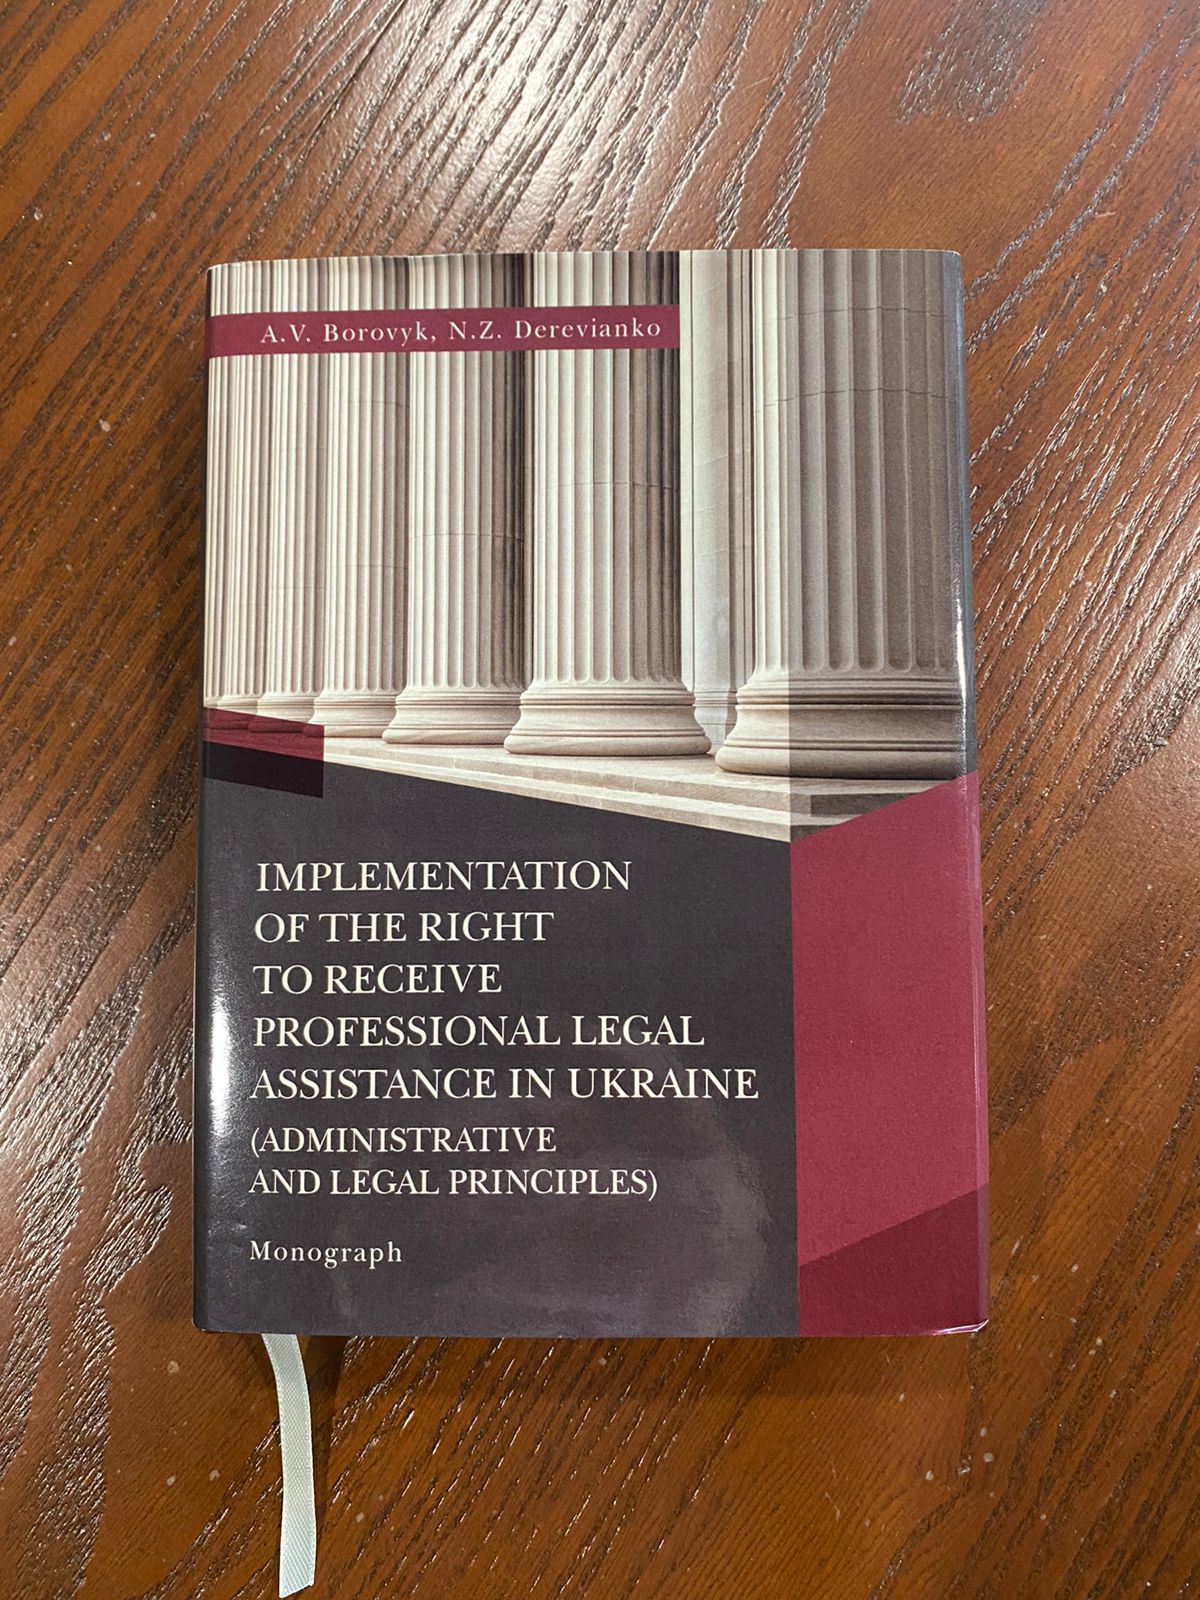 A.V. Borovyk, N.Z. Derevianko
IMPLEMENTATION
OF THE RIGHT
TO RECEIVE
PROFESSIONAL LEGAL
ASSISTANCE IN UKRAINE
(ADMINISTRATIVE
AND LEGAL PRINCIPLES)
Monograph